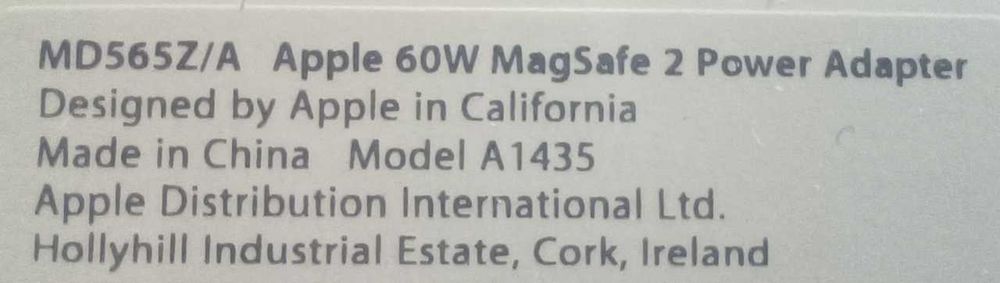 MD565Z/A Apple 60W MagSafe 2 Power Adapter
Designed by Apple in California
Made in China Model A1435
Apple Distribution International Ltd.
Hollyhill Industrial Estate, Cork, Ireland